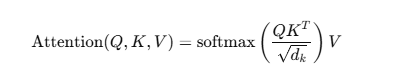 Attention(Q, K, V) = softmax(QK^T / √d_k)V